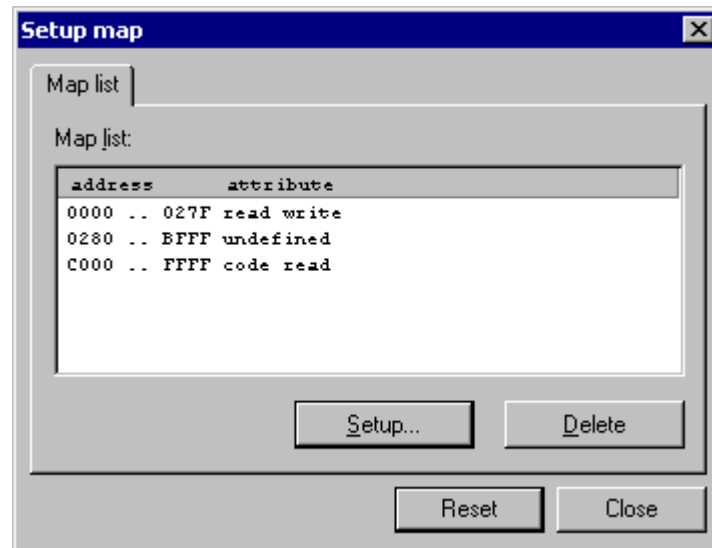 Setup map
Map list
Map list:
address attribute
0000 .. 027F read write
0280 .. BFFF undefined
C000 .. FFFF code read
Setup... Delete
Reset Close